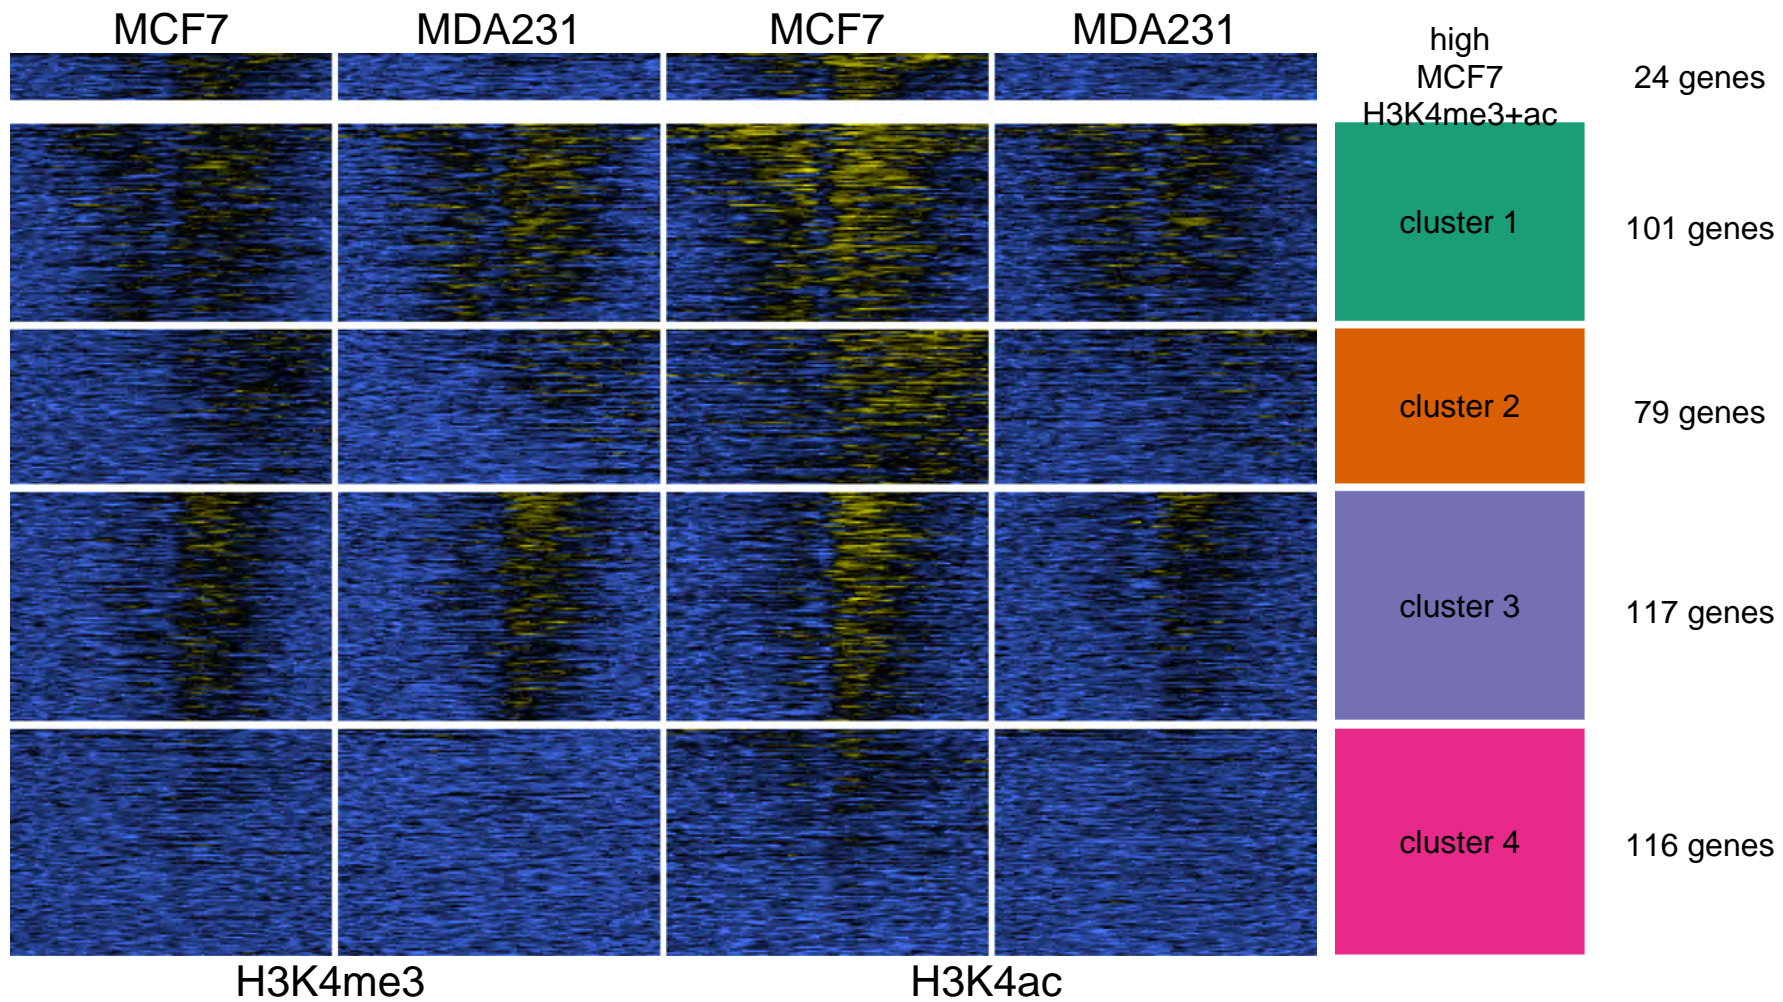 MCF7 MDA231 MCF7 MDA231
high
MCF7
H3K4me3+ac
24 genes
cluster 1
101 genes
cluster 2
79 genes
cluster 3
117 genes
cluster 4
116 genes
H3K4me3 H3K4ac